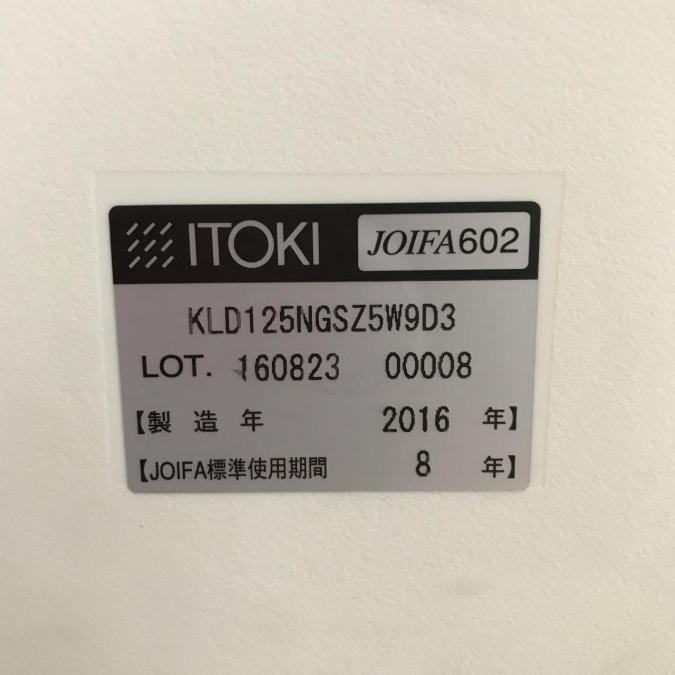 ITOKI JOIFA602
KLD125NGSZ5W9D3
LOT. 160823 00008
【製造年 2016 年】
【JOIFA標準使用期間 8 年】